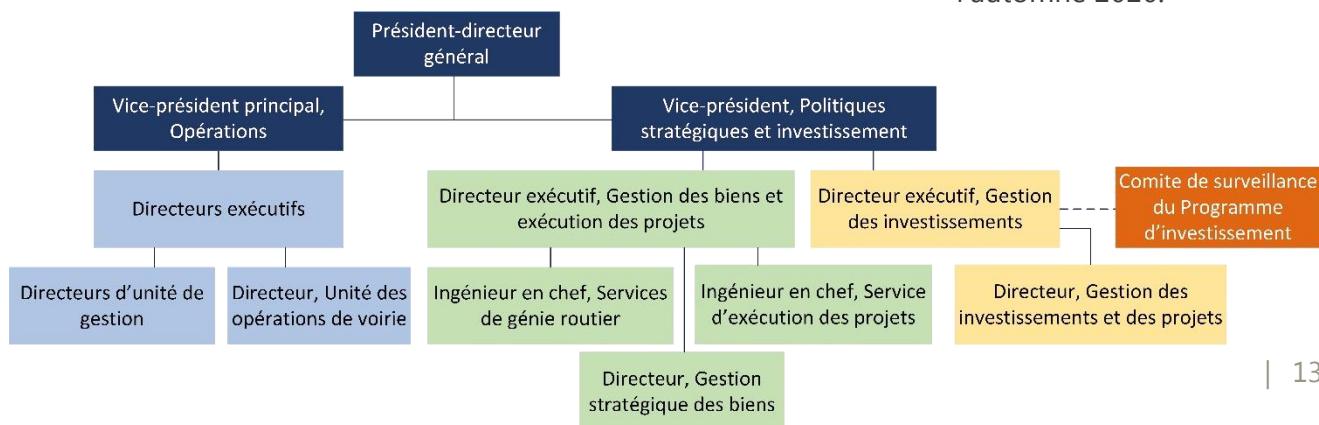 l'automne 2020.
Président-directeur
général
Vice-président principal,
Opérations
Vice-président, Politiques
stratégiques et investissement
Directeurs exécutifs
Directeur exécutif, Gestion des biens et
exécution des projets
Directeur exécutif, Gestion
des investissements
Comite de surveillance
du Programme
d'investissement
Directeurs d'unité de
gestion
Directeur, Unité des
opérations de voirie
Ingénieur en chef, Services
de génie routier
Ingénieur en chef, Service
d'exécution des projets
Directeur, Gestion des
investissements et des projets
Directeur, Gestion
stratégique des biens
| 13